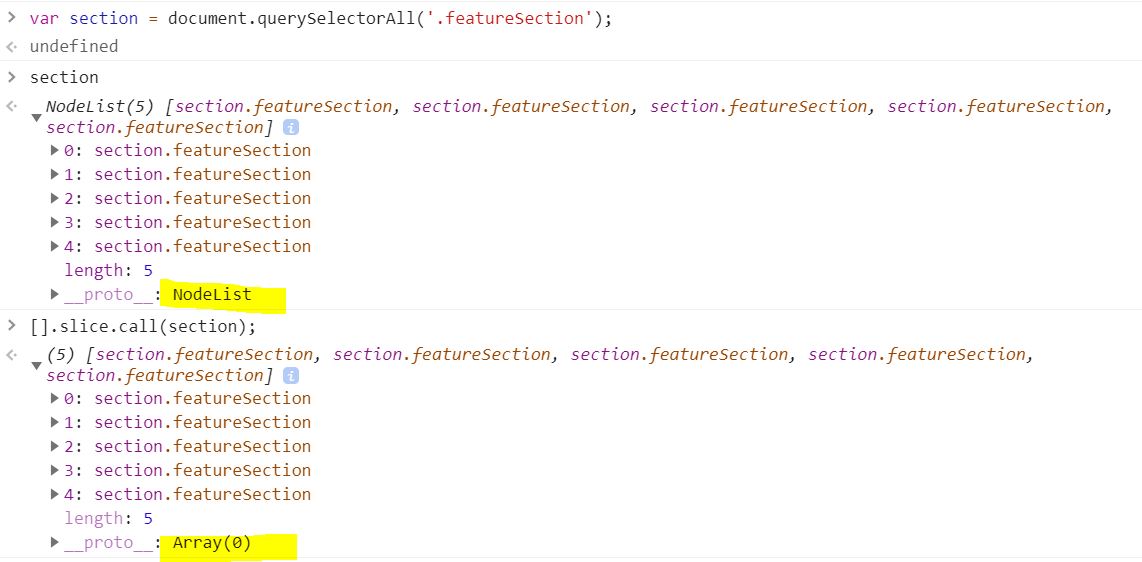 > var section = document.querySelectorAll('.featureSection');
undefined
> section
NodeList(5) [section.featureSection, section.featureSection, section.featureSection, section.featureSection,
section.featureSection] i
0: section.featureSection
1: section.featureSection
2: section.featureSection
3: section.featureSection
4: section.featureSection
length: 5
__proto__: NodeList
> [].slice.call(section);
(5) [section.featureSection, section.featureSection, section.featureSection, section.featureSection,
section.featureSection] i
0: section.featureSection
1: section.featureSection
2: section.featureSection
3: section.featureSection
4: section.featureSection
length: 5
__proto__: Array(0)